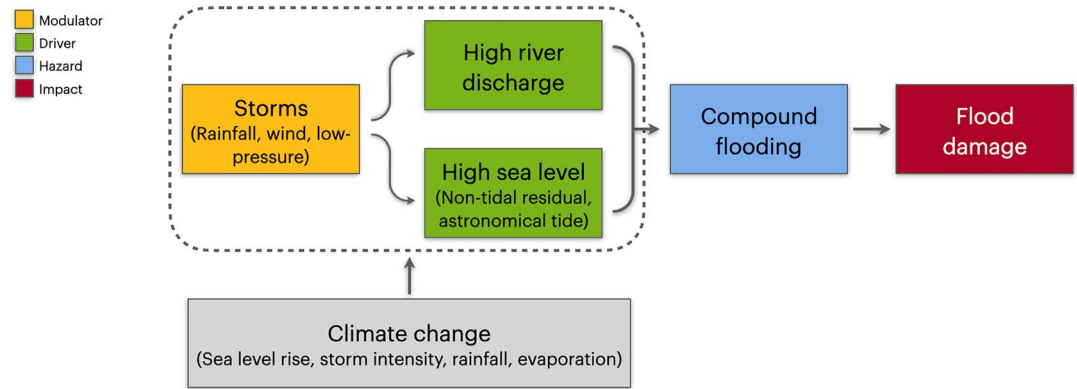 Modulator
Driver
Hazard
Impact
Storms
(Rainfall, wind, low-
pressure)
High river
discharge
High sea level
(Non-tidal residual,
astronomical tide)
Compound
flooding
Flood
damage
Climate change
(Sea level rise, storm intensity, rainfall, evaporation)